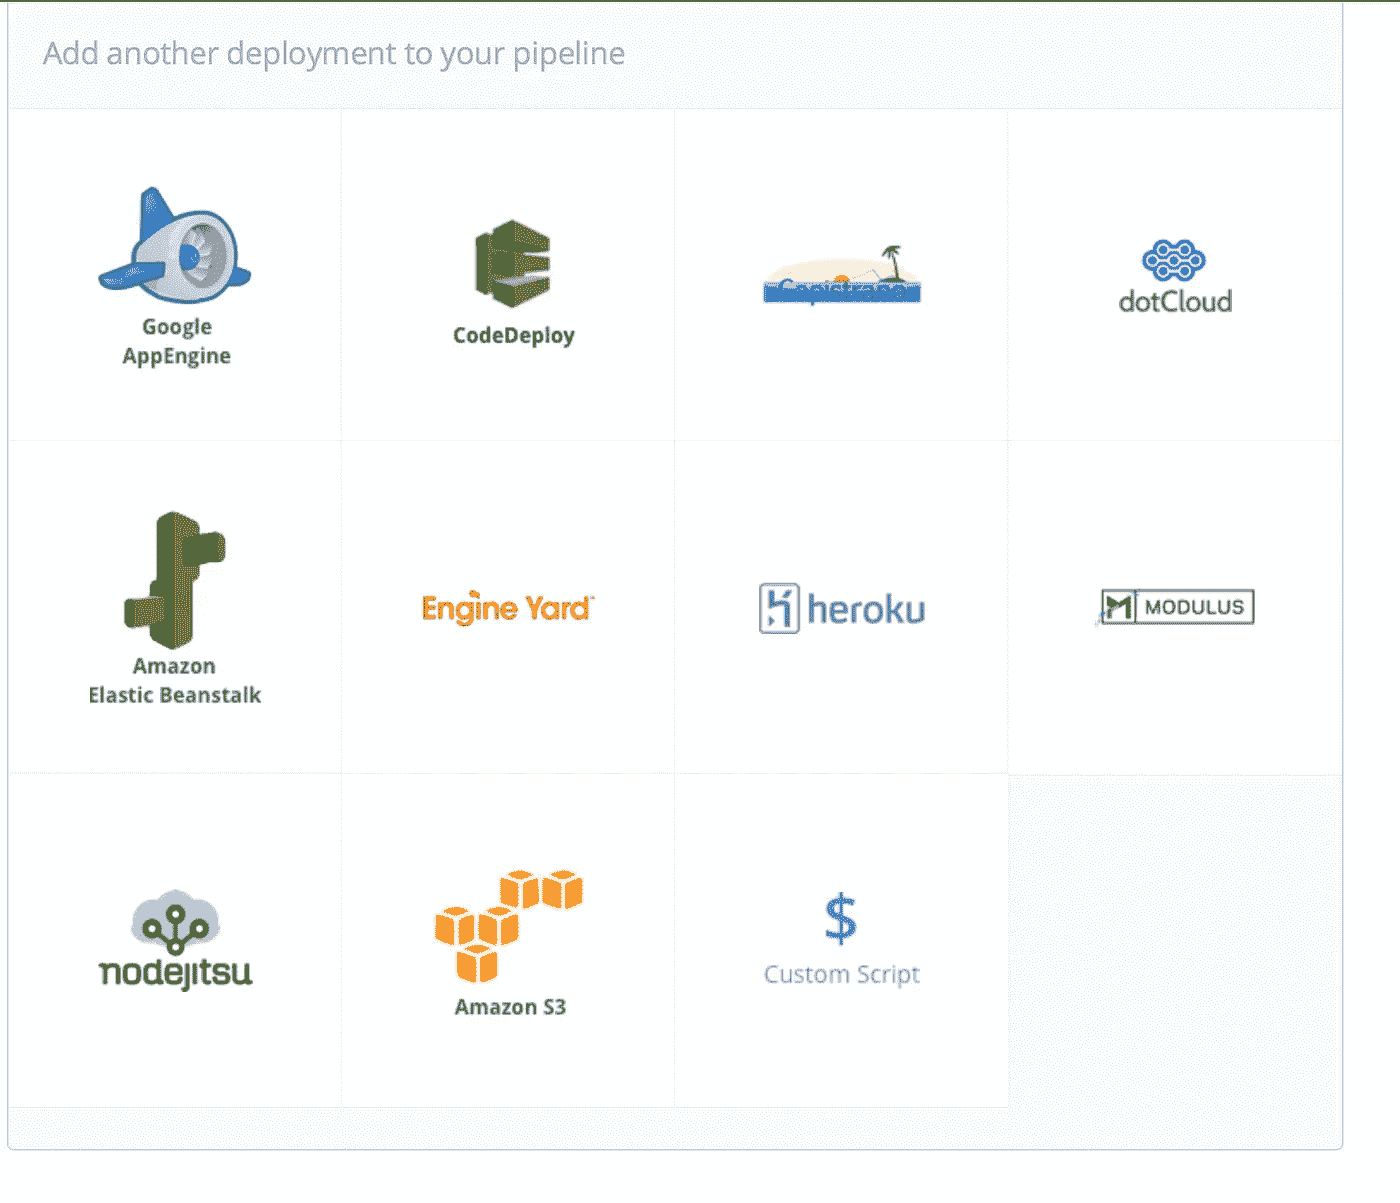 Add another deployment to your pipeline
Google
AppEngine
CodeDeploy
Capistrano
dotCloud
Amazon
Elastic Beanstalk
Engine Yard
heroku
MODULUS
nodejitsu
Amazon S3
$
Custom Script